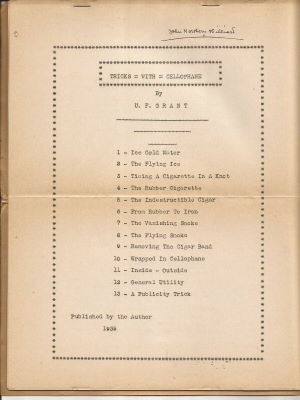 John Northern Hilliard
TRICKS = WITH = CELLOPHANE
By
U. F. GRANT
1 - Ice Cold Water
2 - The Flying Ice
3 - Tieing A Cigarette In A Knot
4 - The Rubber Cigarette
5 - The Indestructible Cigar
6 - From Rubber To Iron
7 - The Vanishing Smoke
8 - The Flying Smoke
9 - Removing The Cigar Band
10 - Wrapped In Cellophane
11 - Inside - Outside
12 - General Utility
13 - A Publicity Trick
Published by the Author